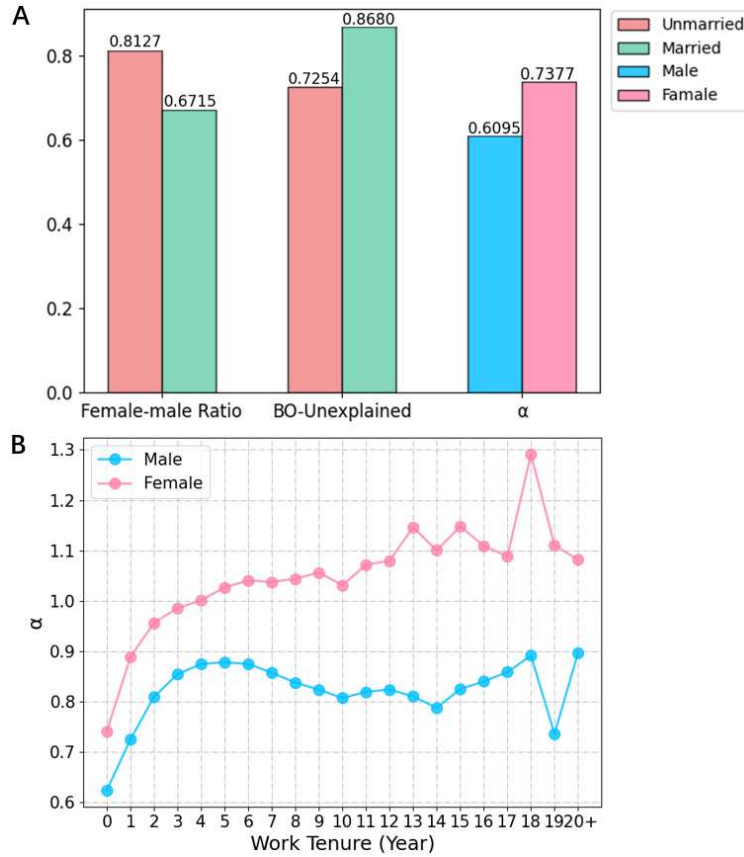 A
Unmarried
Married
Male
Famale
0.8
0.6
0.4
0.2
0.0
0.8127
0.6715
0.7254
0.8680
0.6095
0.7377
Female-male Ratio BO-Unexplained α
B
Male
Female
1.3
1.2
1.1
1.0
0.9
0.8
0.7
0.6
α
0 1 2 3 4 5 6 7 8 9 10 11 12 13 14 15 16 17 18 19 20+
Work Tenure (Year)